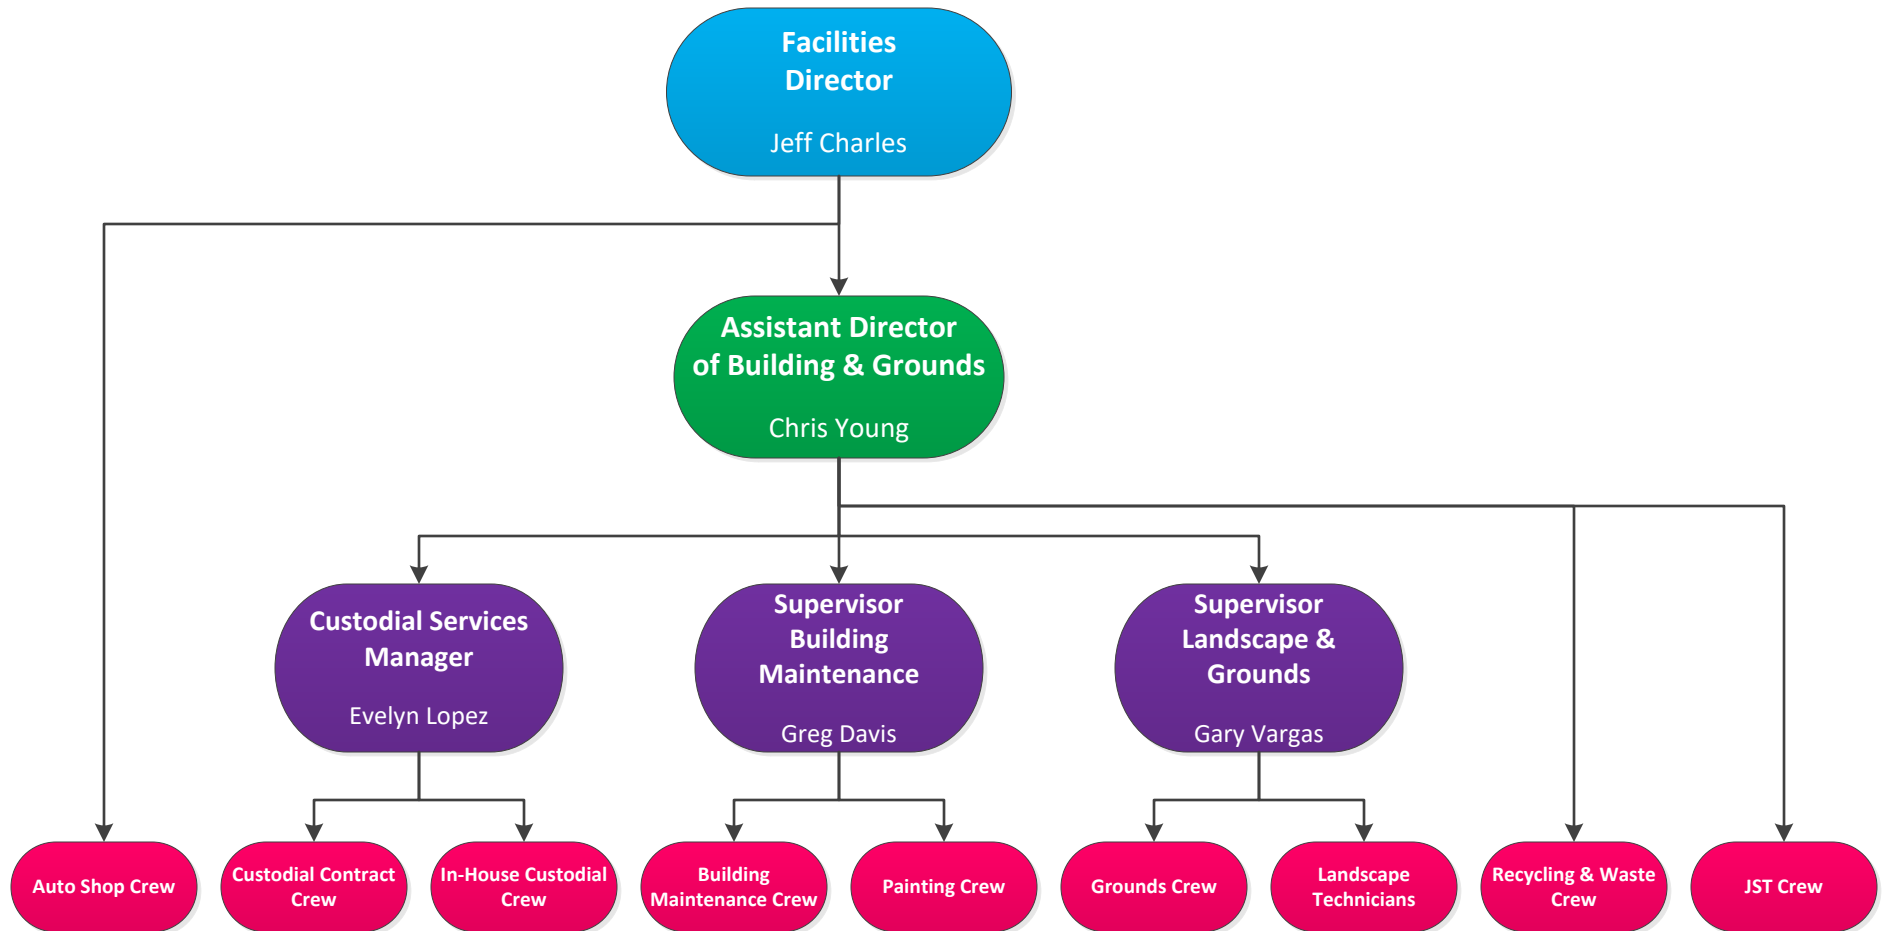 Facilities
Director
Jeff Charles
Assistant Director
of Building & Grounds
Chris Young
Custodial Services
Manager
Evelyn Lopez
Supervisor
Building
Maintenance
Greg Davis
Supervisor
Landscape &
Grounds
Gary Vargas
Auto Shop Crew
Custodial Contract
Crew
In-House Custodial
Crew
Building
Maintenance Crew
Painting Crew
Grounds Crew
Landscape
Technicians
Recycling & Waste
Crew
JST Crew